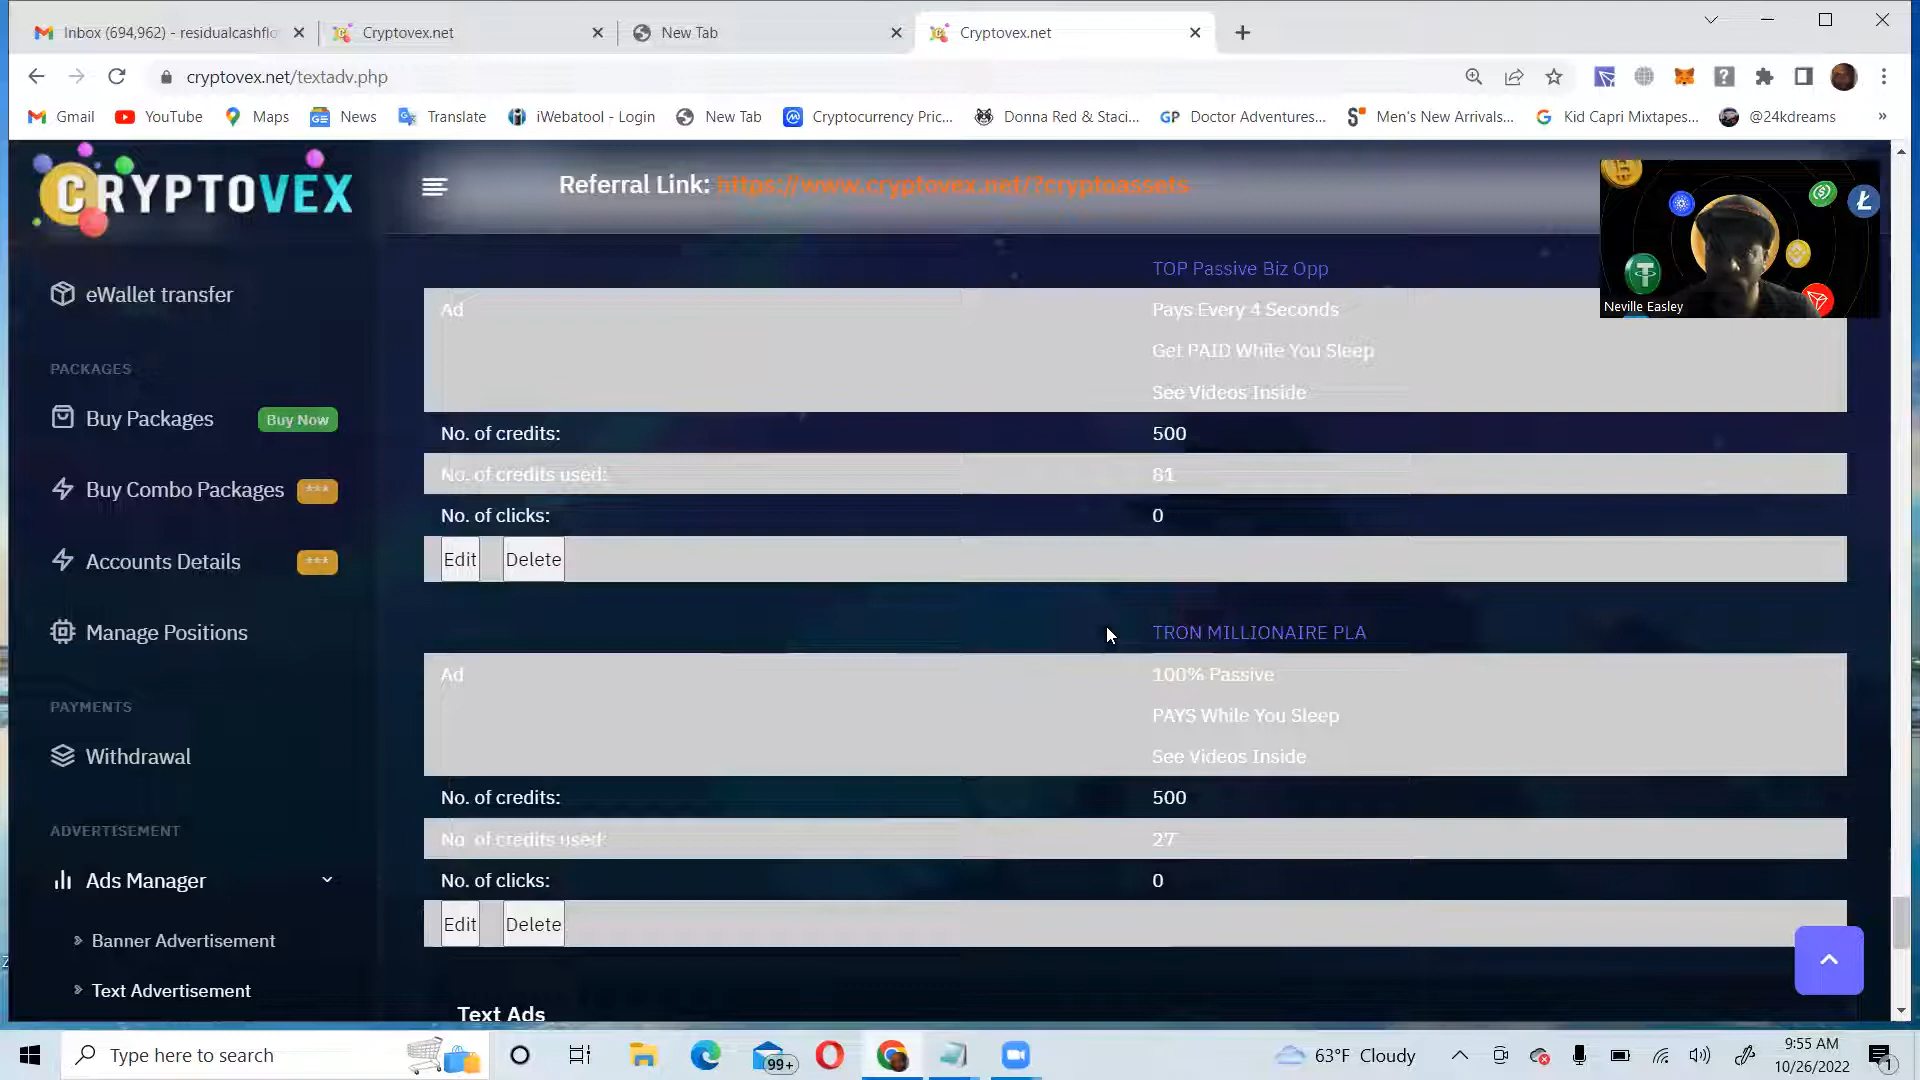 Inbox (694,962) - residualcashflo
Cryptovex.net
New Tab
Cryptovex.net
cryptovex.net/textadv.php
Gmail
YouTube
Maps
News
Translate
iWebatool - Login
New Tab
Cryptocurrency Pric...
Donna Red & Staci...
GP Doctor Adventures...
Men's New Arrivals...
Kid Capri Mixtapes...
@24kdreams
»
CRYPTOVEX
Referral Link: https://www.cryptovex.net/?cryptoassets
Neville Easley
eWallet transfer
PACKAGES
Buy Packages
Buy Now
Buy Combo Packages
***
Accounts Details
***
Manage Positions
PAYMENTS
Withdrawal
ADVERTISEMENT
Ads Manager
» Banner Advertisement
» Text Advertisement
TOP Passive Biz Opp
Ad
Pays Every 4 Seconds
Get PAID While You Sleep
See Videos Inside
No. of credits: 500
No. of credits used: 81
No. of clicks: 0
Edit Delete
TRON MILLIONAIRE PLA
Ad
100% Passive
PAYS While You Sleep
See Videos Inside
No. of credits: 500
No. of credits used: 27
No. of clicks: 0
Edit Delete
Text Ads
Type here to search
99+
63°F Cloudy
9:55 AM
10/26/2022
1